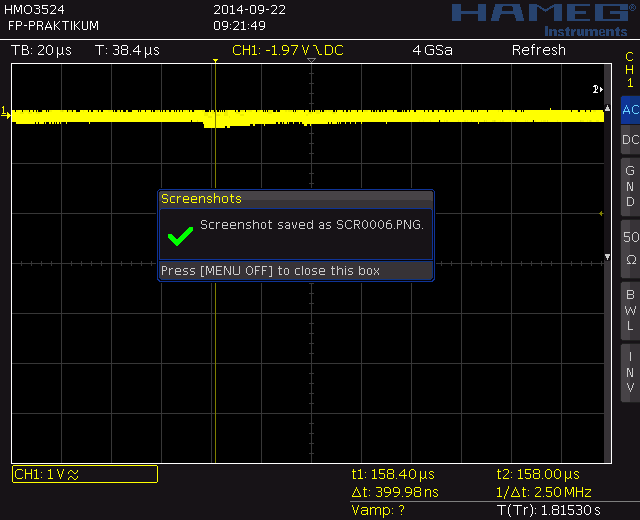 HMO3524 2014-09-22 HAMEG®
FP-PRAKTIKUM 09:21:49 Instruments
TB: 20 µs T: 38.4 µs CH1: -1.97 V DC 4 GSa Refresh
CH1
1
2
AC
DC
GND
50 Ω
BWL
INV
Screenshots
Screenshot saved as SCR0006.PNG.
Press [MENU OFF] to close this box
CH1: 1 V ≈
t1: 158.40 µs t2: 158.00 µs
Δt: 399.98 ns 1/Δt: 2.50 MHz
Vamp: ? T(Tr): 1.81530 s